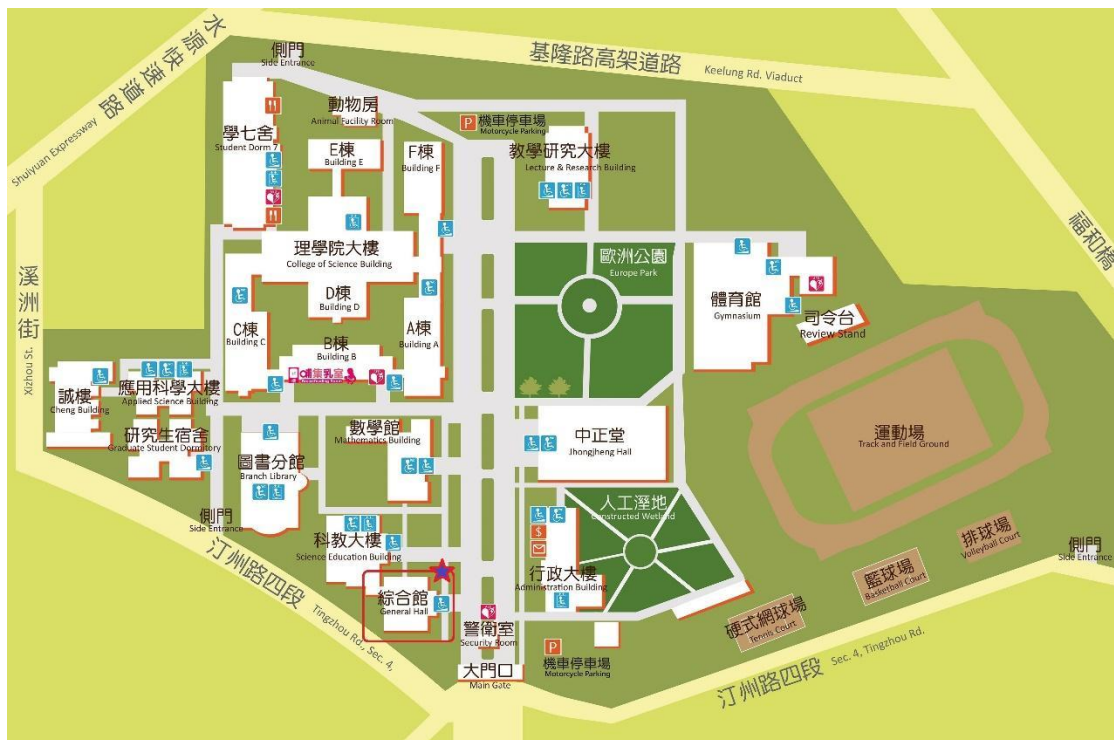 水源快速道路
Shuiyuan Expressway
側門
Side Entrance
基隆路高架道路
Keelung Rd. Viaduct
動物房
Animal Facility Room
P
機車停車場
Motorcycle Parking
學七舍
Student Dorm 7
E棟
Building E
F棟
Building F
教學研究大樓
Lecture & Research Building
福和橋
理學院大樓
College of Science Building
歐洲公園
Europe Park
溪洲街
Xizhou St.
D棟
Building D
體育館
Gymnasium
司令台
Review Stand
C棟
Building C
B棟
Building B
A棟
Building A
哺集乳室
Breastfeeding Room
誠樓
Cheng Building
應用科學大樓
Applied Science Building
研究生宿舍
Graduate Student Dormitory
數學館
Mathematics Building
中正堂
Jhongjheng Hall
運動場
Track and Field Ground
圖書分館
Branch Library
人工溼地
Constructed Wetland
側門
Side Entrance
科教大樓
Science Education Building
$
行政大樓
Administration Building
排球場
Volleyball Court
籃球場
Basketball Court
側門
Side Entrance
綜合館
General Hall
硬式網球場
Tennis Court
警衛室
Security Room
P
機車停車場
Motorcycle Parking
大門口
Main Gate
汀州路四段
Tingzhou Rd., Sec. 4,
汀州路四段
Sec. 4, Tingzhou Rd.